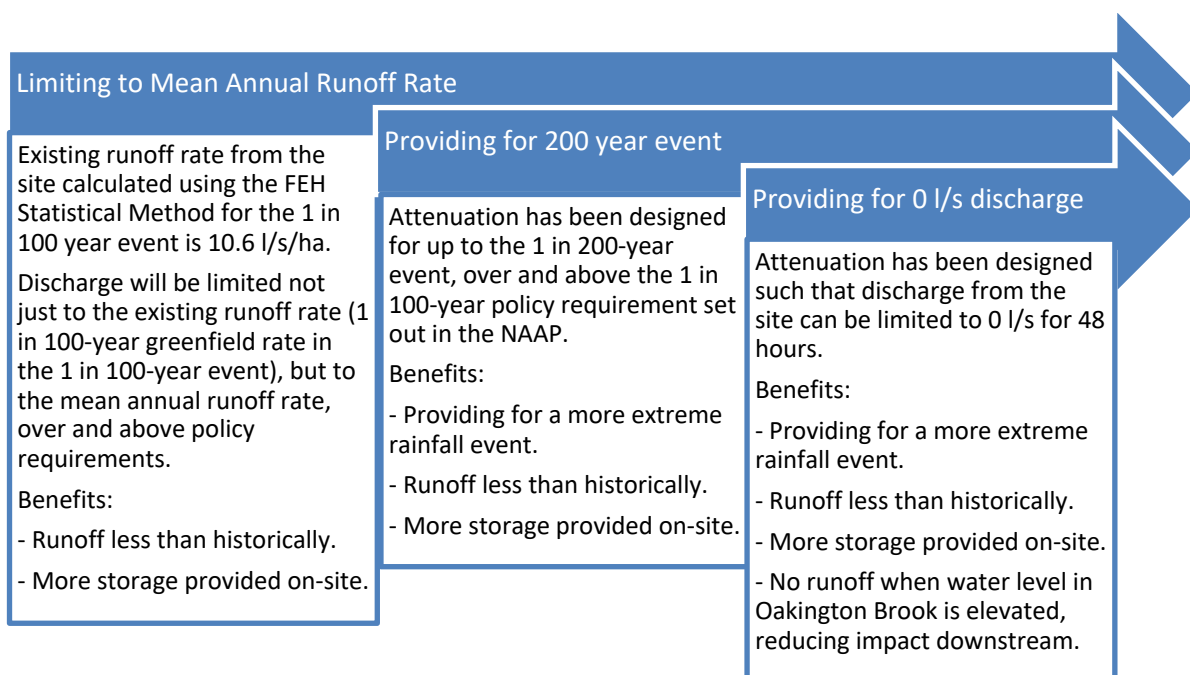 Limiting to Mean Annual Runoff Rate
Existing runoff rate from the
site calculated using the FEH
Statistical Method for the 1 in
100 year event is 10.6 l/s/ha.
Discharge will be limited not
just to the existing runoff rate (1
in 100-year greenfield rate in
the 1 in 100-year event), but to
the mean annual runoff rate,
over and above policy
requirements.
Benefits:
- Runoff less than historically.
- More storage provided on-site.
Providing for 200 year event
Attenuation has been designed
for up to the 1 in 200-year
event, over and above the 1 in
100-year policy requirement set
out in the NAAP.
Benefits:
- Providing for a more extreme
rainfall event.
- Runoff less than historically.
- More storage provided on-site.
Providing for 0 l/s discharge
Attenuation has been designed
such that discharge from the
site can be limited to 0 l/s for 48
hours.
Benefits:
- Providing for a more extreme
rainfall event.
- Runoff less than historically.
- More storage provided on-site.
- No runoff when water level in
Oakington Brook is elevated,
reducing impact downstream.